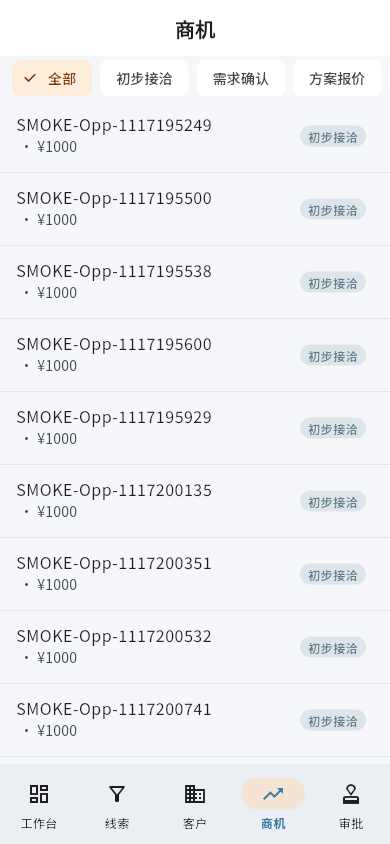 商机
全部 初步接洽 需求确认 方案报价
SMOKE-Opp-1117195249
· ¥1000
初步接洽
SMOKE-Opp-1117195500
· ¥1000
初步接洽
SMOKE-Opp-1117195538
· ¥1000
初步接洽
SMOKE-Opp-1117195600
· ¥1000
初步接洽
SMOKE-Opp-1117195929
· ¥1000
初步接洽
SMOKE-Opp-1117200135
· ¥1000
初步接洽
SMOKE-Opp-1117200351
· ¥1000
初步接洽
SMOKE-Opp-1117200532
· ¥1000
初步接洽
SMOKE-Opp-1117200741
· ¥1000
初步接洽
工作台 线索 客户 商机 审批